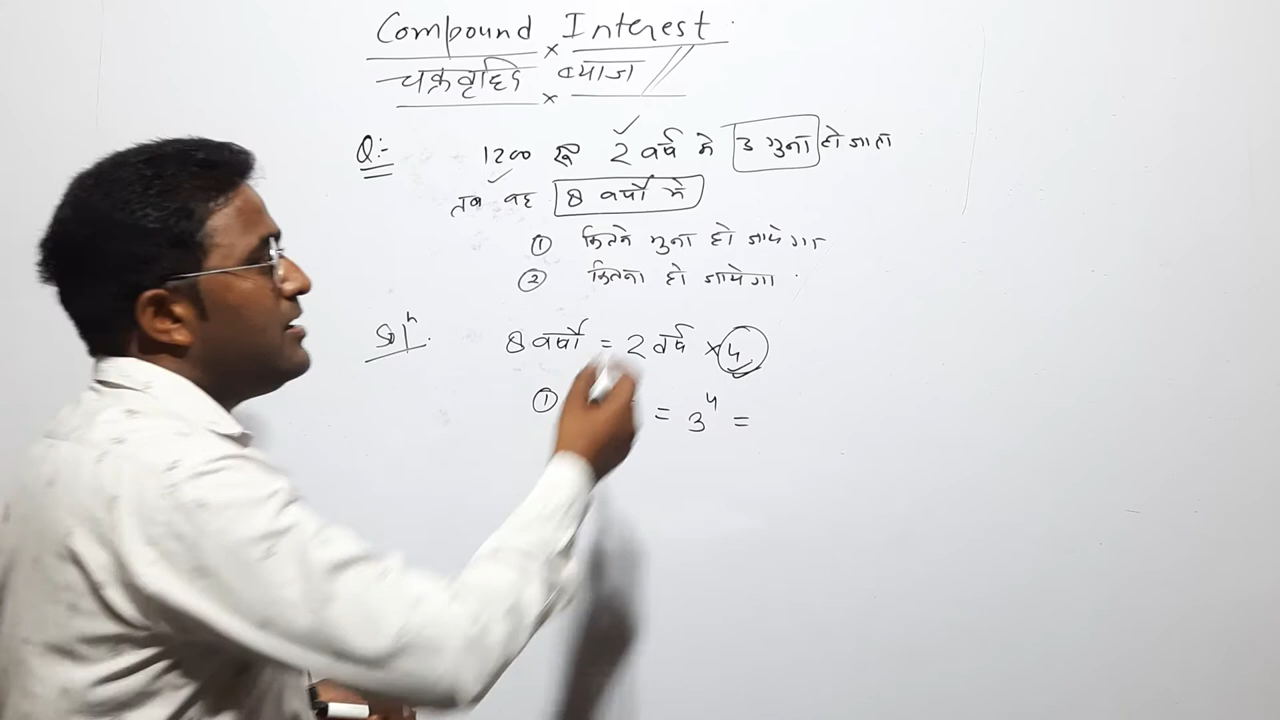 Compound Interest
चक्रवृद्धि ब्याज
Q:- 1200 रू 2 वर्ष मे 3 गुना हो जाता
तब वह 8 वर्षो मे
① कितने गुना हो जायेगा
② कितना हो जायेगा
Solⁿ. 8 वर्षो = 2 वर्ष × 4
① = 3⁴ =